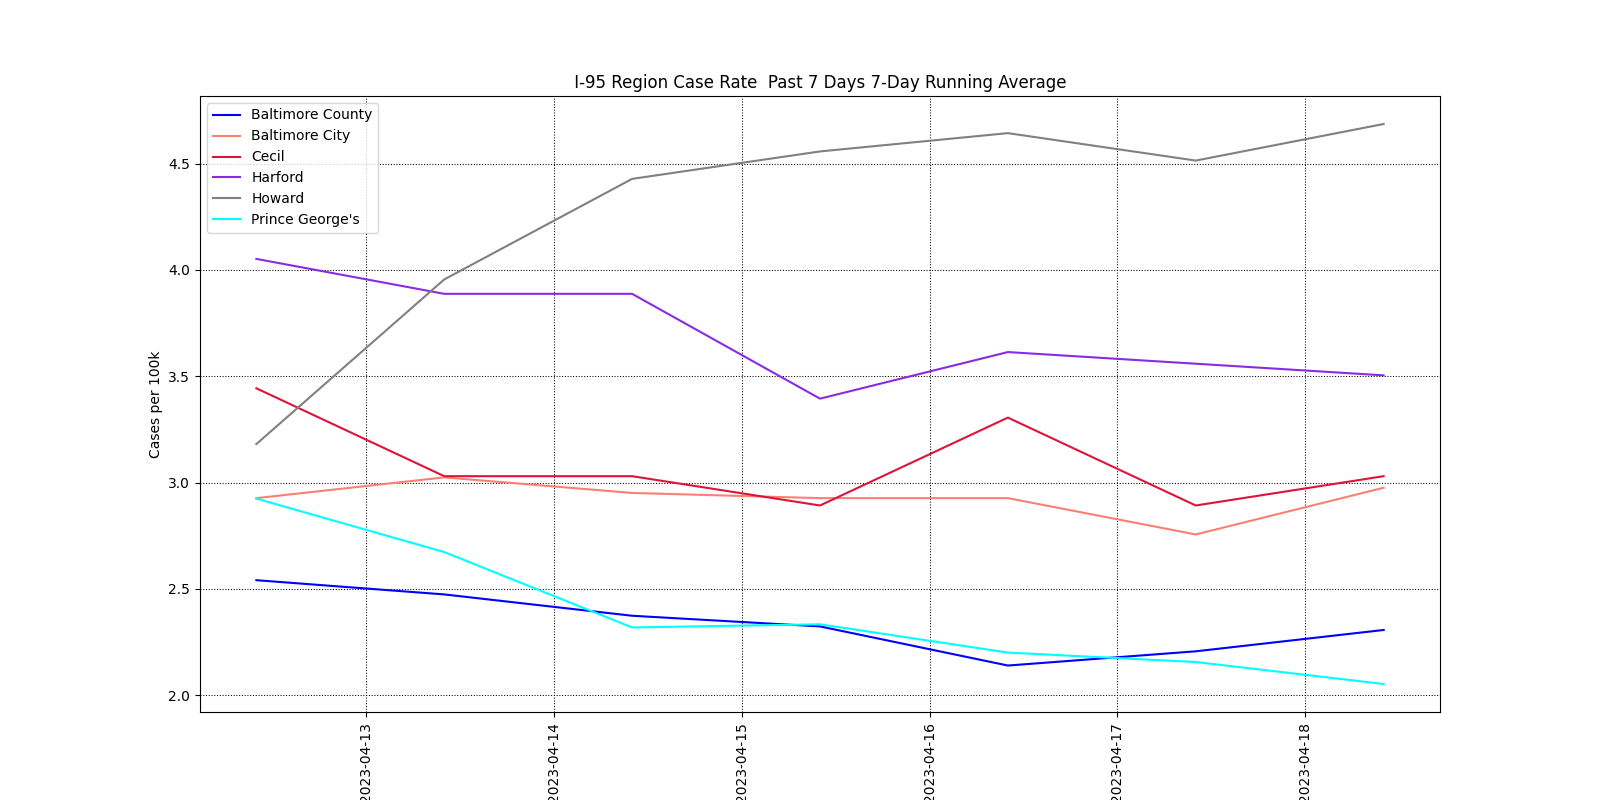 I-95 Region Case Rate  Past 7 Days 7-Day Running Average
Baltimore County
Baltimore City
Cecil
Harford
Howard
Prince George's
4.5
4.0
3.5
3.0
2.5
2.0
Cases per 100k
2023-04-13
2023-04-14
2023-04-15
2023-04-16
2023-04-17
2023-04-18